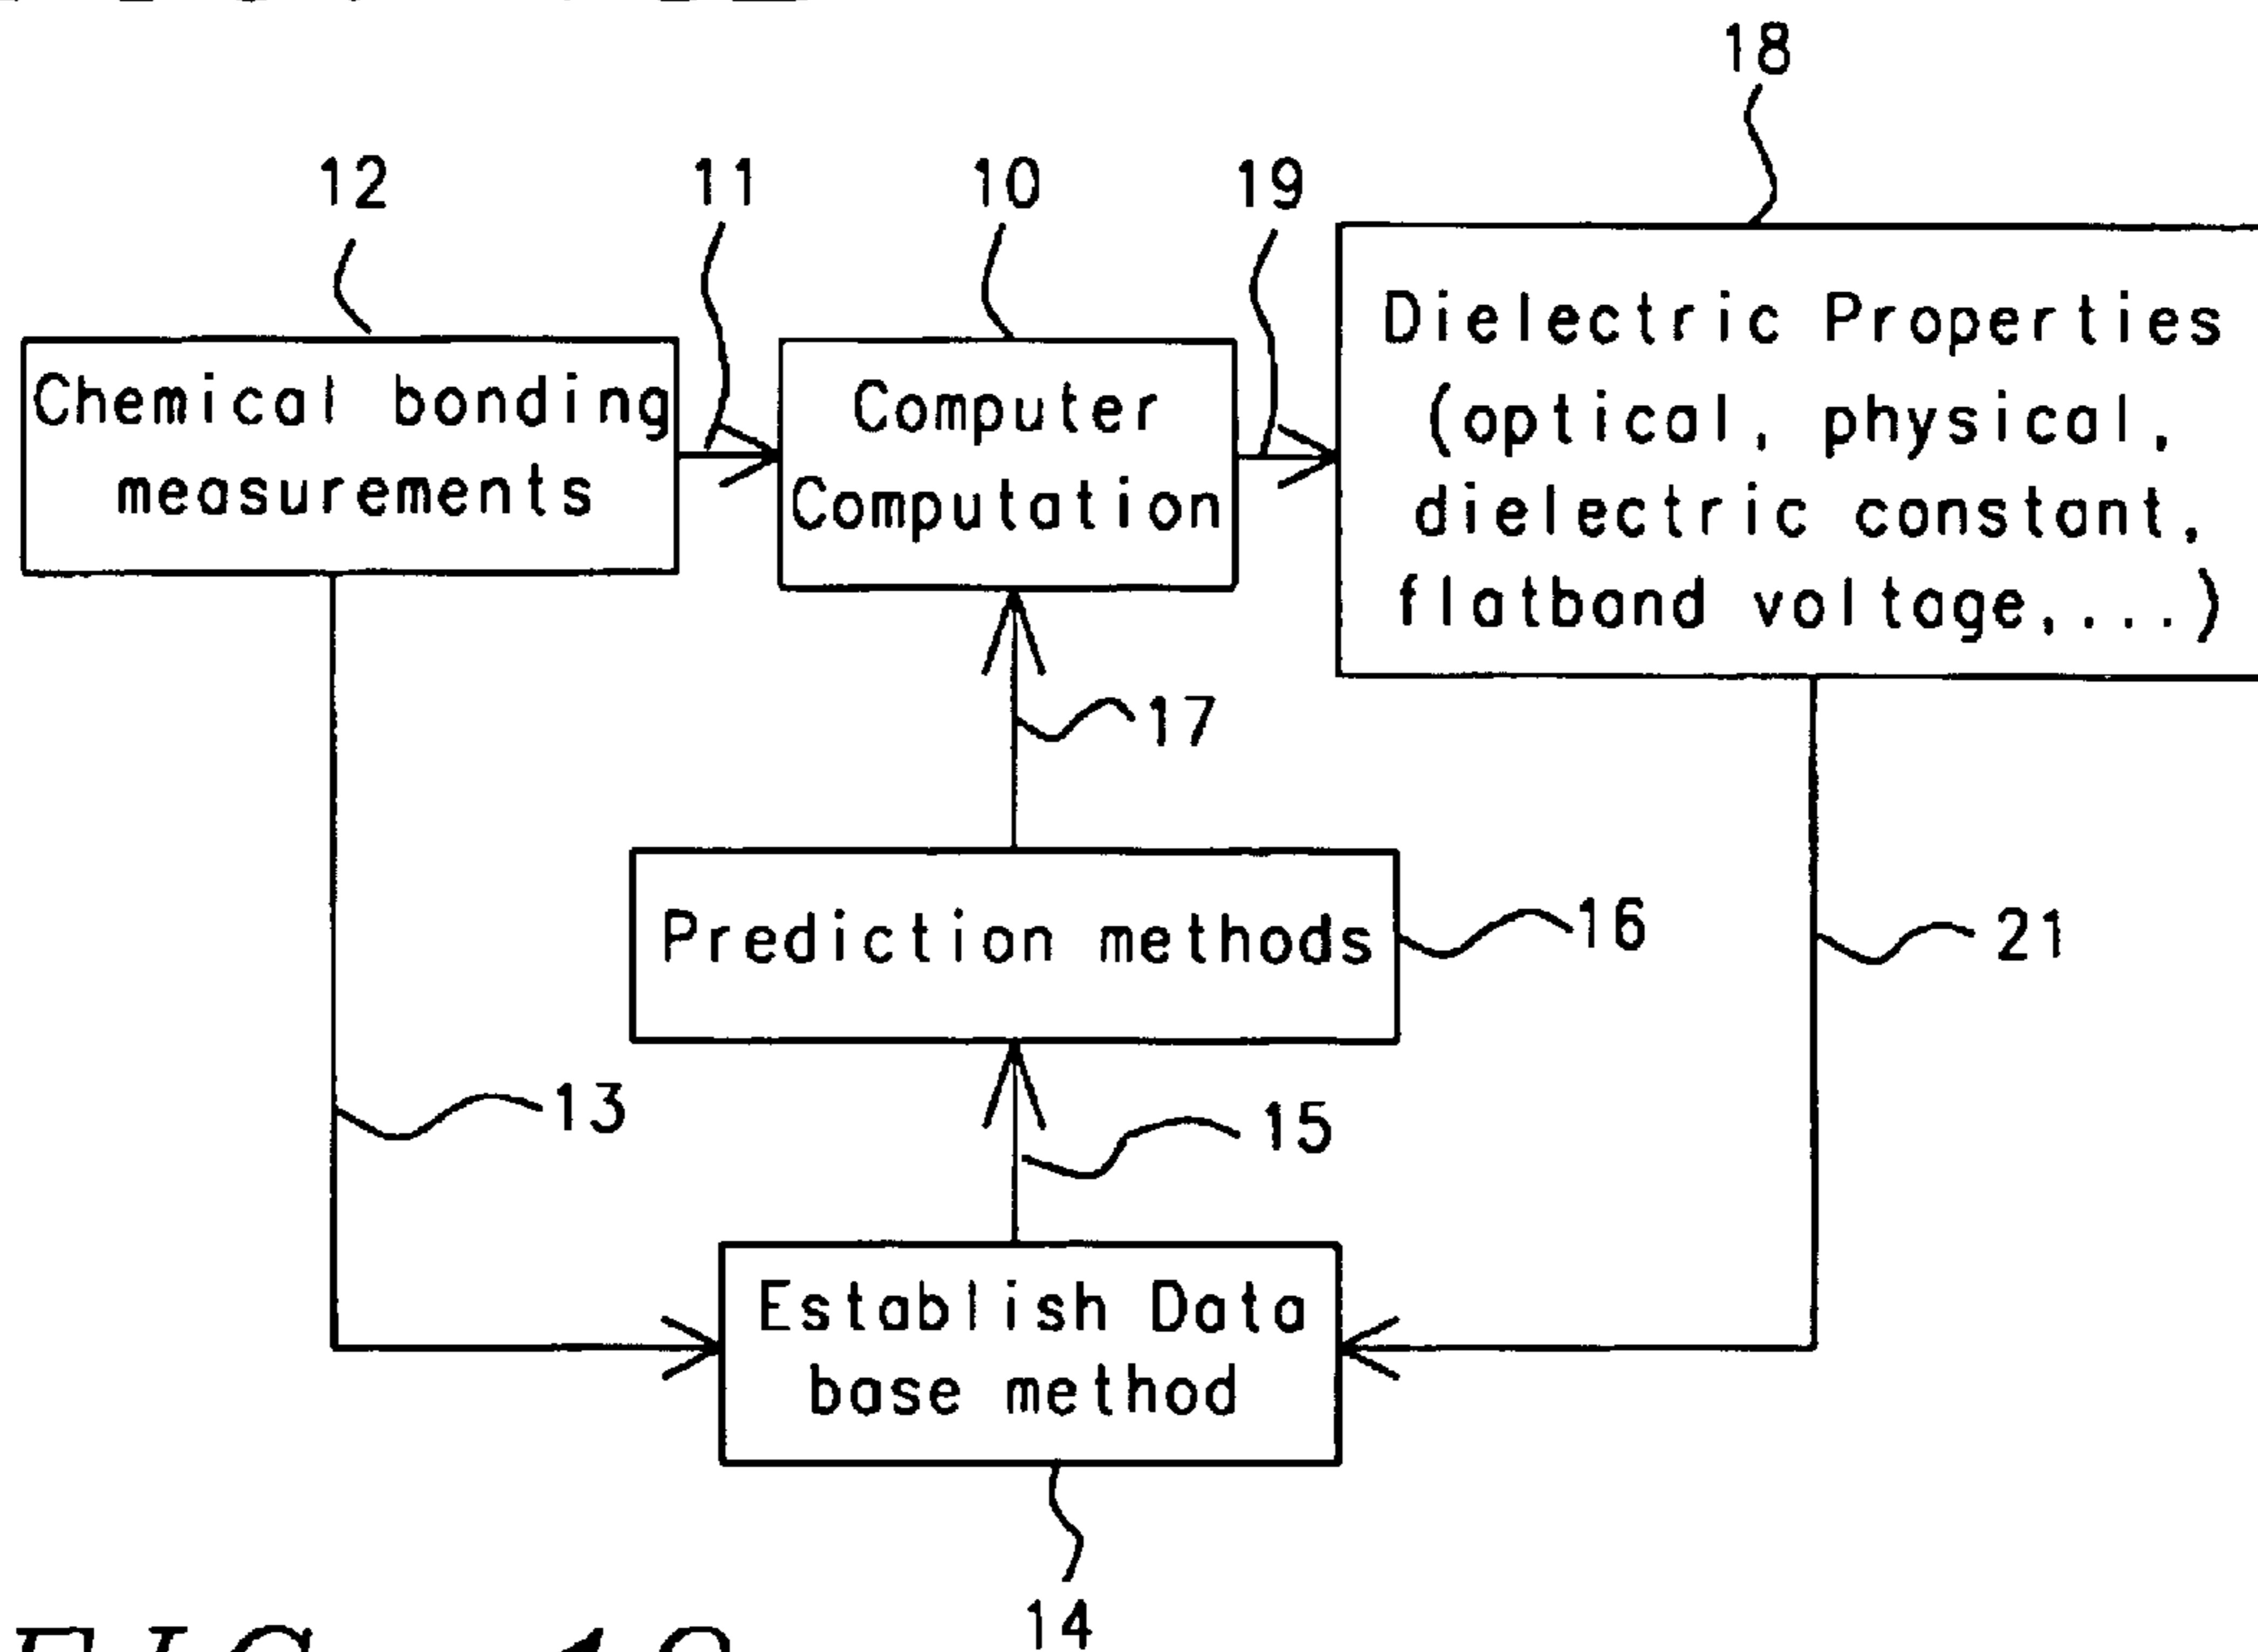 18
12
11
10
19
Chemical bonding
measurements
Computer
Computation
Dielectric Properties
(optical, physical,
dielectric constant,
flatband voltage,...)
17
Prediction methods
16
21
13
15
Establish Data
base method
14